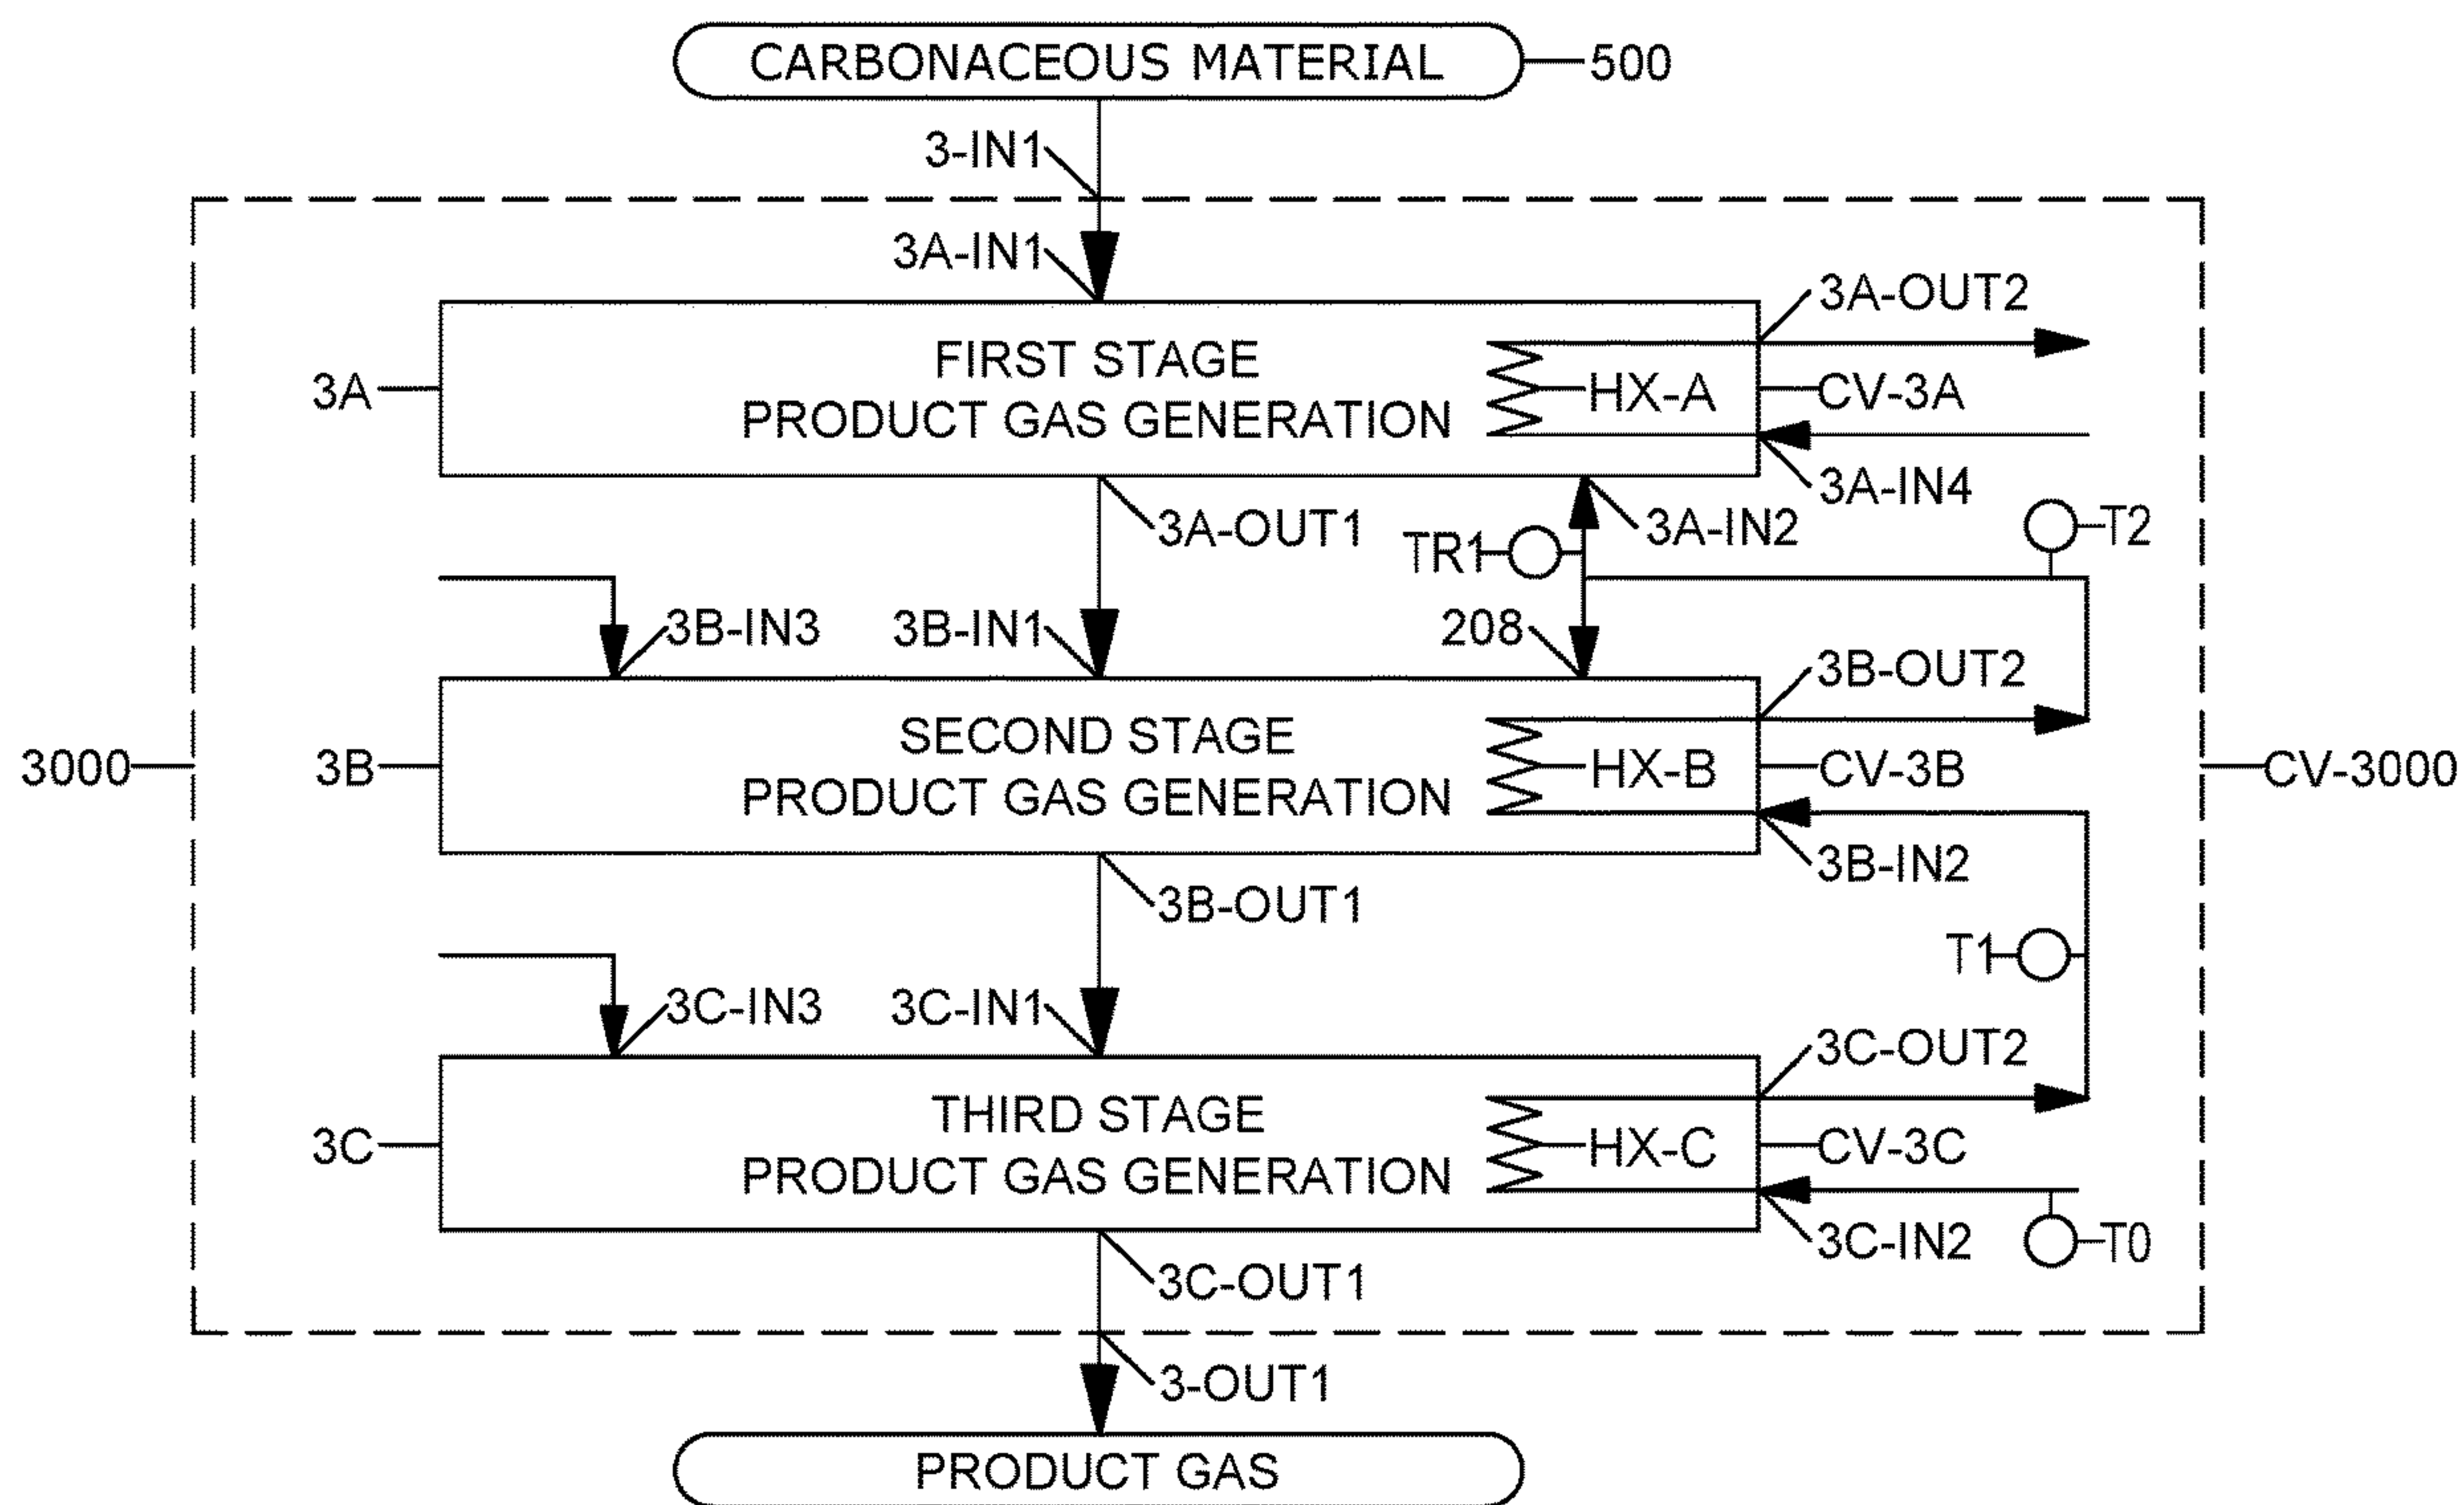 CARBONACEOUS MATERIAL
500
3-IN1
3A-IN1
3A-OUT2
FIRST STAGE
PRODUCT GAS GENERATION
3A
HX-A
CV-3A
3A-IN4
3A-OUT1
TR1
3A-IN2
T2
3B-IN3
3B-IN1
208
3B-OUT2
SECOND STAGE
PRODUCT GAS GENERATION
3000
3B
HX-B
CV-3B
CV-3000
3B-IN2
3B-OUT1
T1
3C-IN3
3C-IN1
3C-OUT2
THIRD STAGE
PRODUCT GAS GENERATION
3C
HX-C
CV-3C
3C-IN2
T0
3C-OUT1
3-OUT1
PRODUCT GAS